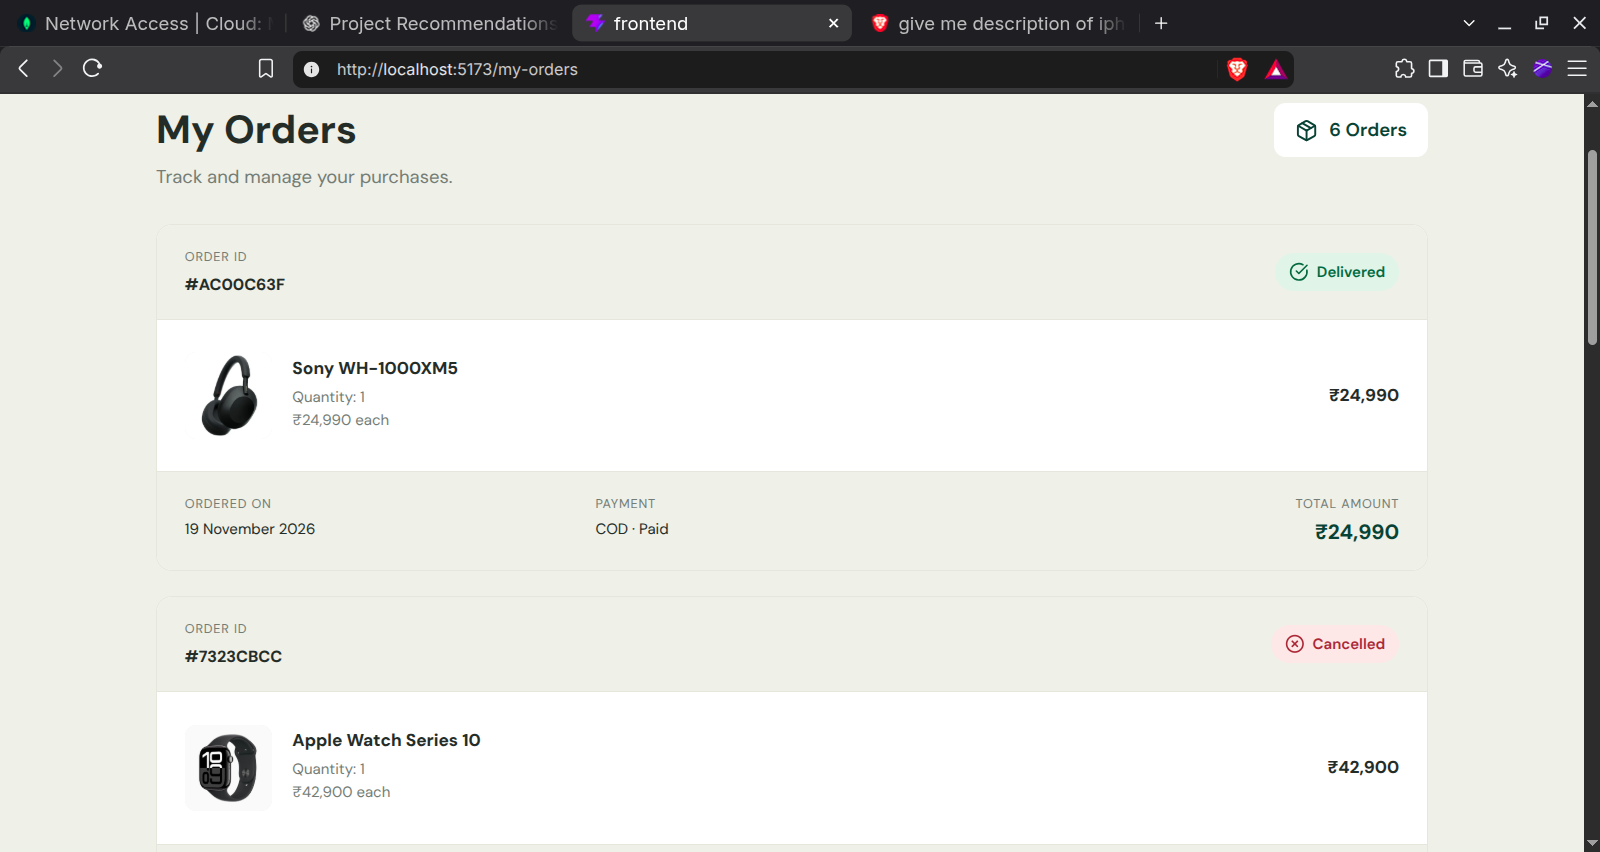 Network Access | Cloud:
Project Recommendations
frontend
give me description of iph
http://localhost:5173/my-orders
My Orders
6 Orders
Track and manage your purchases.
ORDER ID
#AC00C63F
Delivered
Sony WH-1000XM5
Quantity: 1
₹24,990 each
₹24,990
ORDERED ON
19 November 2026
PAYMENT
COD · Paid
TOTAL AMOUNT
₹24,990
ORDER ID
#7323CBCC
Cancelled
10
09
Apple Watch Series 10
Quantity: 1
₹42,900 each
₹42,900